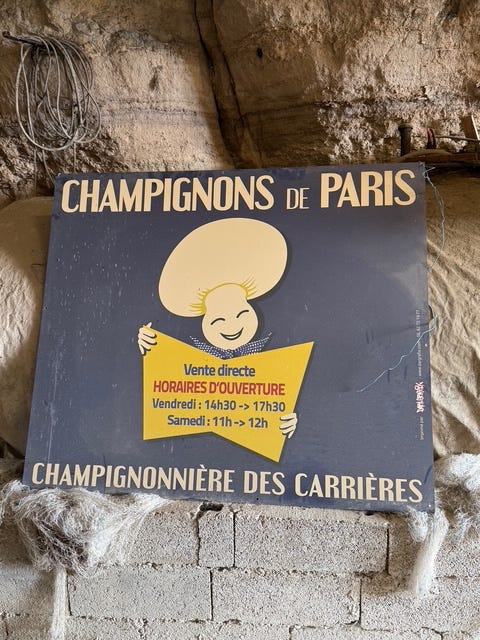 CHAMPIGNONS DE PARIS
Vente directe
HORAIRES D'OUVERTURE
Vendredi : 14h30 -> 17h30
Samedi : 11h -> 12h
CHAMPIGNONNIÈRE DES CARRIÈRES